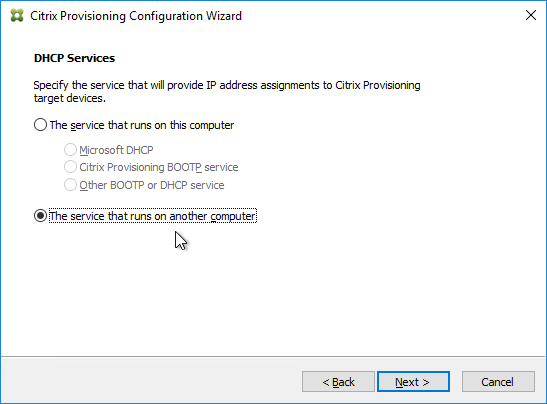 Citrix Provisioning Configuration Wizard
DHCP Services
Specify the service that will provide IP address assignments to Citrix Provisioning
target devices.
The service that runs on this computer
Microsoft DHCP
Citrix Provisioning BOOTP service
Other BOOTP or DHCP service
The service that runs on another computer
< Back
Next >
Cancel